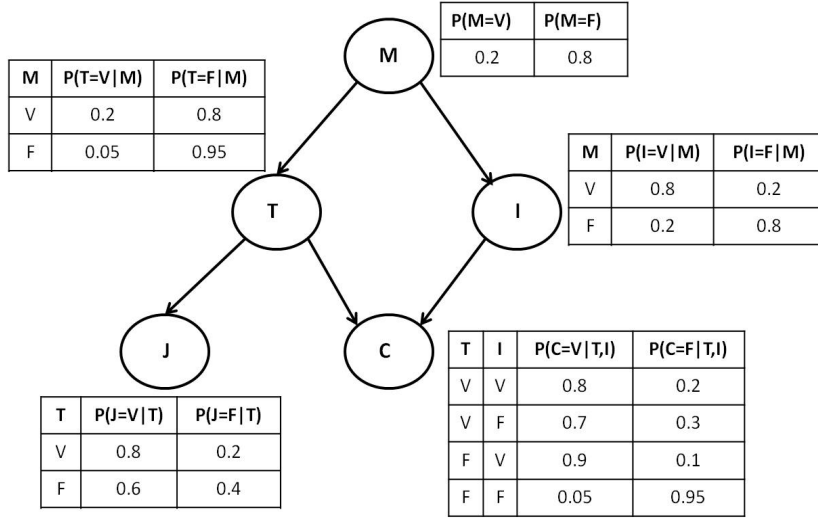 P(M=V) P(M=F)
0.2 0.8
M
M P(T=V|M) P(T=F|M)
V 0.2 0.8
F 0.05 0.95
M P(I=V|M) P(I=F|M)
V 0.8 0.2
F 0.2 0.8
T
I
J
C
T P(J=V|T) P(J=F|T)
V 0.8 0.2
F 0.6 0.4
T I P(C=V|T,I) P(C=F|T,I)
V V 0.8 0.2
V F 0.7 0.3
F V 0.9 0.1
F F 0.05 0.95